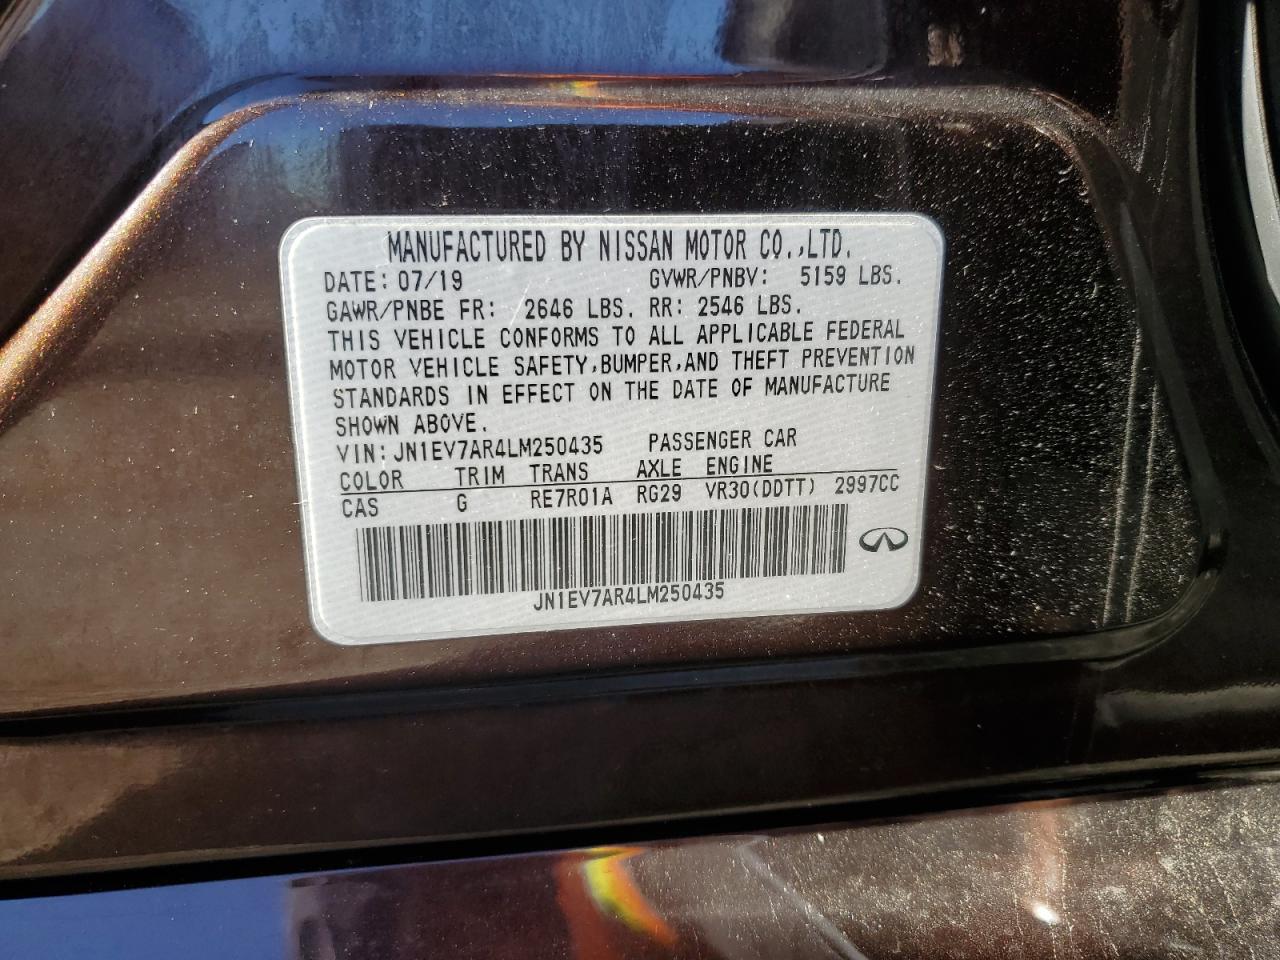 MANUFACTURED BY NISSAN MOTOR CO.,LTD.
DATE: 07/19 GVWR/PNBV: 5159 LBS.
GAWR/PNBE FR: 2646 LBS. RR: 2546 LBS.
THIS VEHICLE CONFORMS TO ALL APPLICABLE FEDERAL
MOTOR VEHICLE SAFETY,BUMPER,AND THEFT PREVENTION
STANDARDS IN EFFECT ON THE DATE OF MANUFACTURE
SHOWN ABOVE.
VIN: JN1EV7AR4LM250435 PASSENGER CAR
COLOR TRIM TRANS AXLE ENGINE
CAS G RE7R01A RG29 VR30(DDTT) 2997CC
JN1EV7AR4LM250435